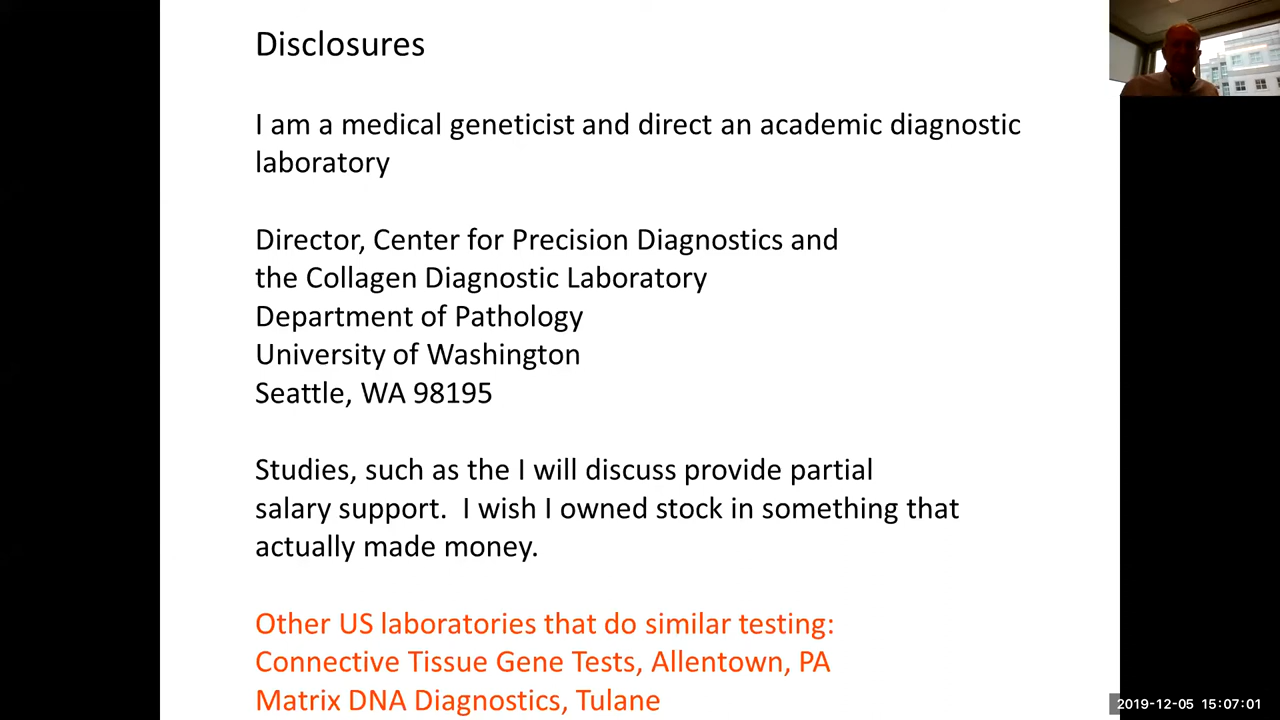 Disclosures
I am a medical geneticist and direct an academic diagnostic
laboratory
Director, Center for Precision Diagnostics and
the Collagen Diagnostic Laboratory
Department of Pathology
University of Washington
Seattle, WA 98195
Studies, such as the I will discuss provide partial
salary support.  I wish I owned stock in something that
actually made money.
Other US laboratories that do similar testing:
Connective Tissue Gene Tests, Allentown, PA
Matrix DNA Diagnostics, Tulane
2019-12-05 15:07:01